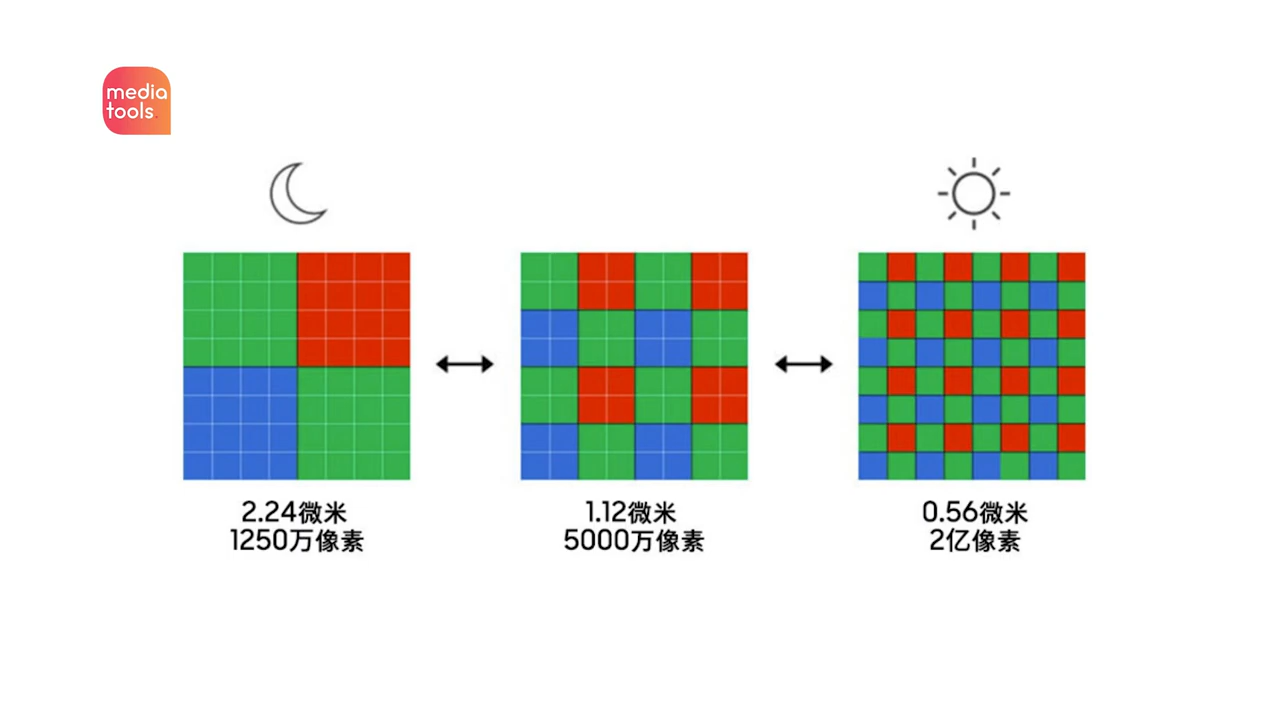 media
tools.
2.24微米
1250万像素
1.12微米
5000万像素
0.56微米
2亿像素